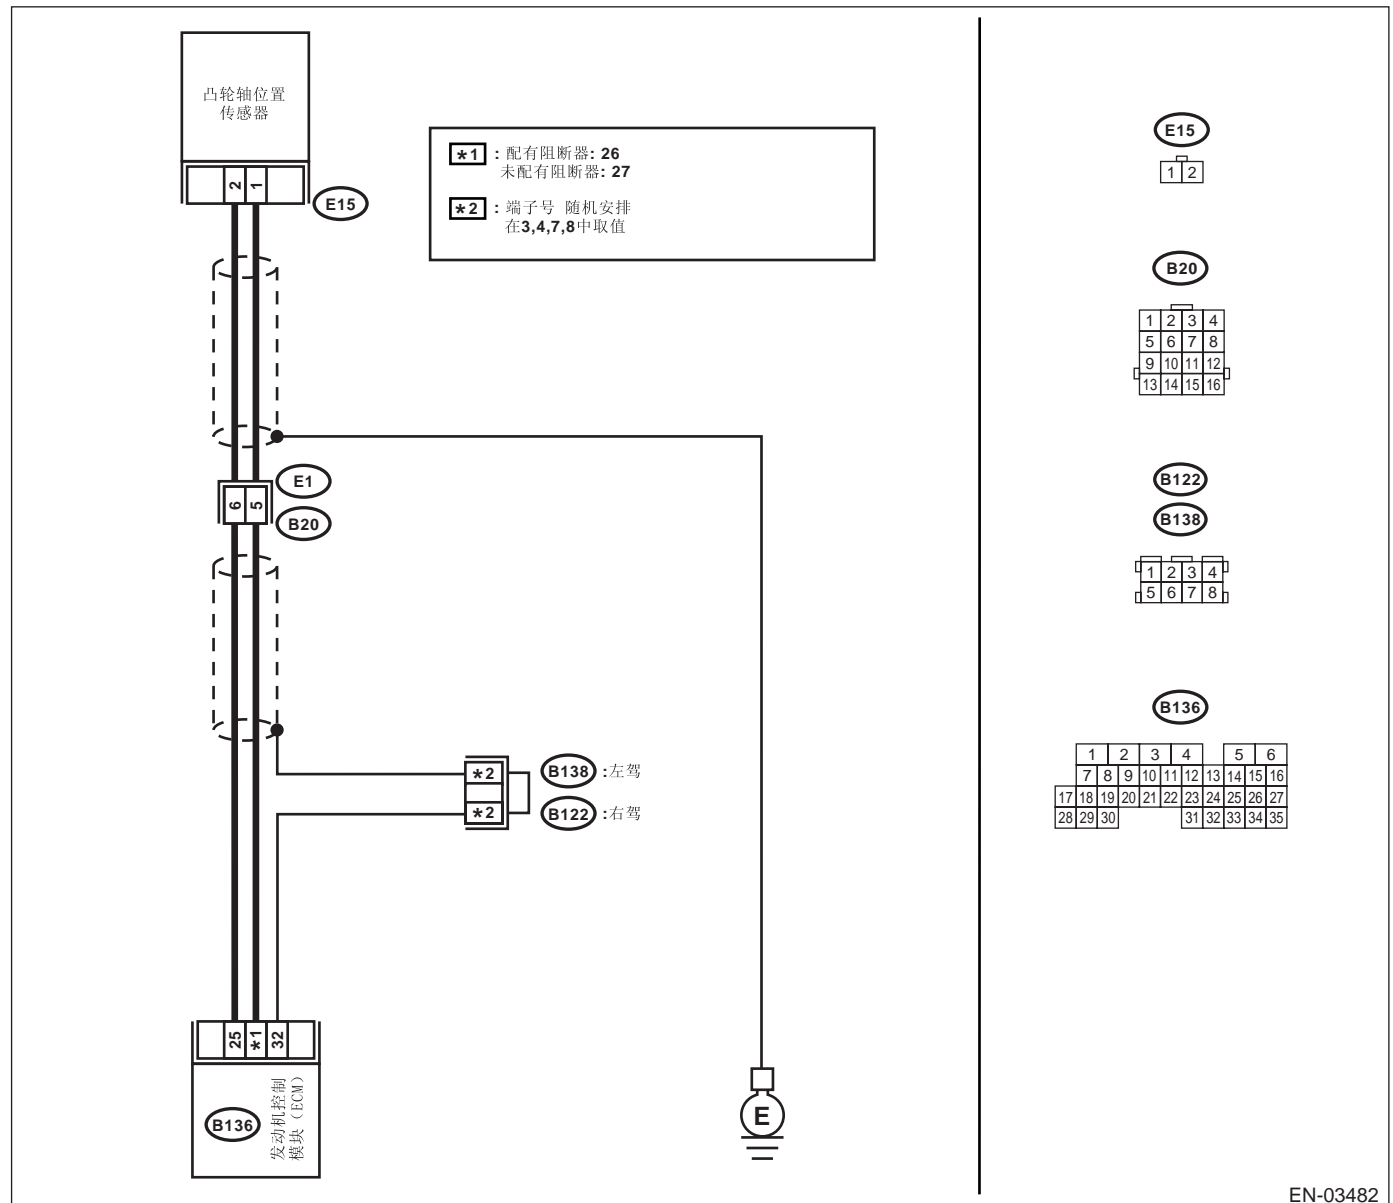 凸轮轴位置
传感器
2 1
E15
*1 : 配有阻断器: 26
未配有阻断器: 27
*2 : 端子号 随机安排
在3,4,7,8中取值
E1
6 5
B20
*2
B138 :左驾
*2
B122 :右驾
25 *1 32
B136
发动机控制
模块 (ECM)
E
E15
1 2
B20
1 2 3 4
5 6 7 8
9 10 11 12
13 14 15 16
B122
B138
1 2 3 4
5 6 7 8
B136
1 2 3 4 5 6
7 8 9 10 11 12 13 14 15 16
17 18 19 20 21 22 23 24 25 26 27
28 29 30 31 32 33 34 35
EN-03482